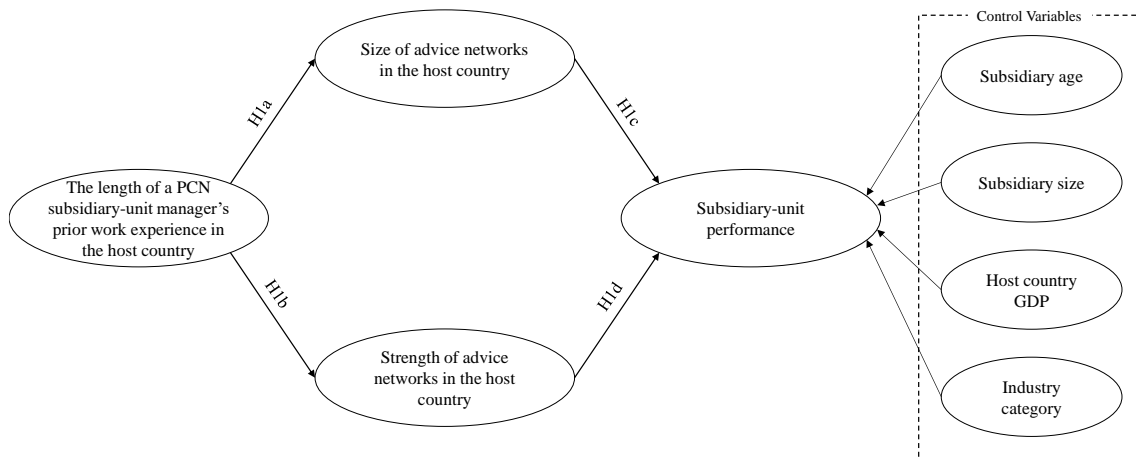 The length of a PCN
subsidiary-unit manager’s
prior work experience in
the host country
H1a
H1b
Size of advice networks
in the host country
Strength of advice
networks in the host
country
H1c
H1d
Subsidiary-unit
performance
Control Variables
Subsidiary age
Subsidiary size
Host country
GDP
Industry
category